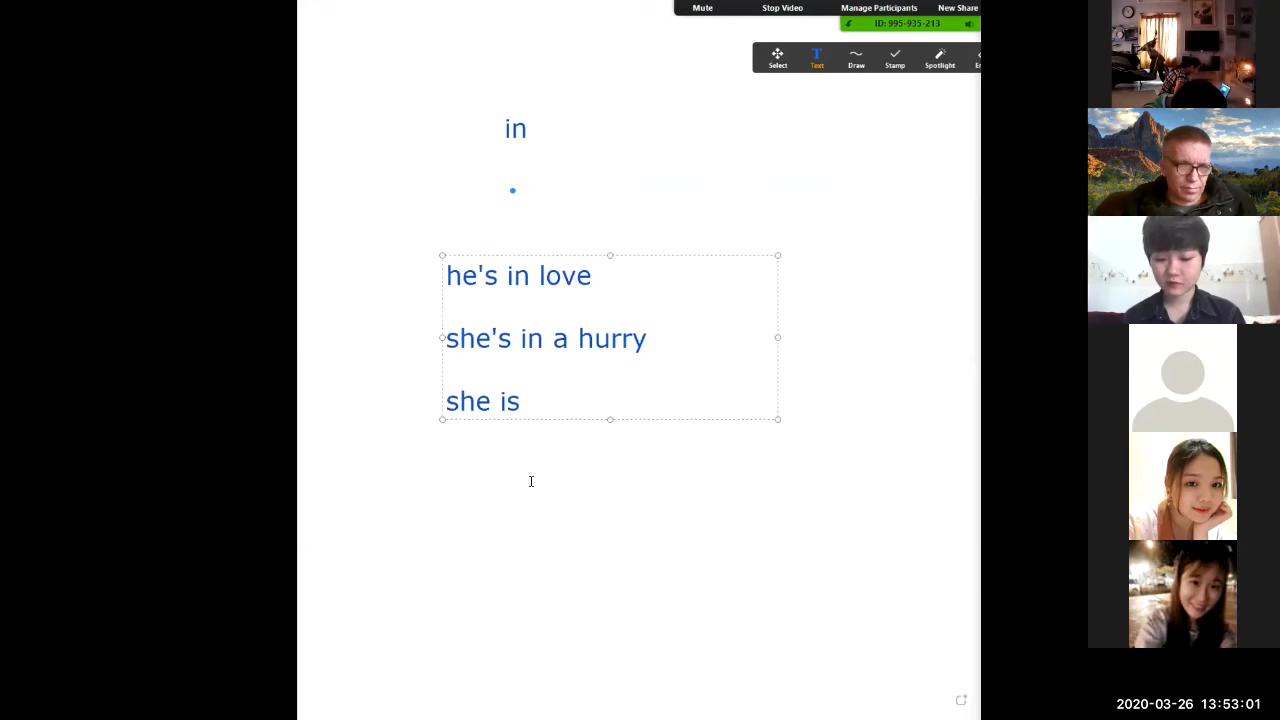 Mute Stop Video Manage Participants New Share
ID: 995-935-213
Select Text Draw Stamp Spotlight
in
he's in love
she's in a hurry
she is
2020-03-26 13:53:01